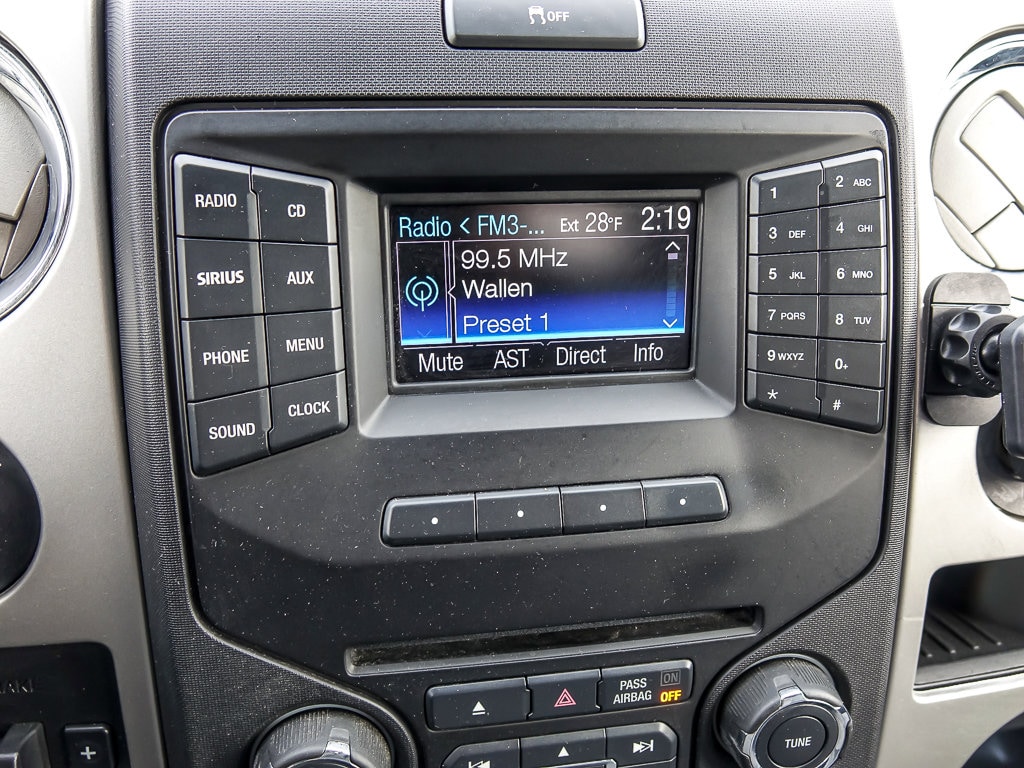 OFF
RADIO
CD
SIRIUS
AUX
PHONE
MENU
SOUND
CLOCK
Radio < FM3-... Ext 28°F 2:19
99.5 MHz
Wallen
Preset 1
Mute AST Direct Info
1
2 ABC
3 DEF
4 GHI
5 JKL
6 MNO
7 PQRS
8 TUV
9 WXYZ
0+
*
#
PASS AIRBAG ON
OFF
TUNE
+